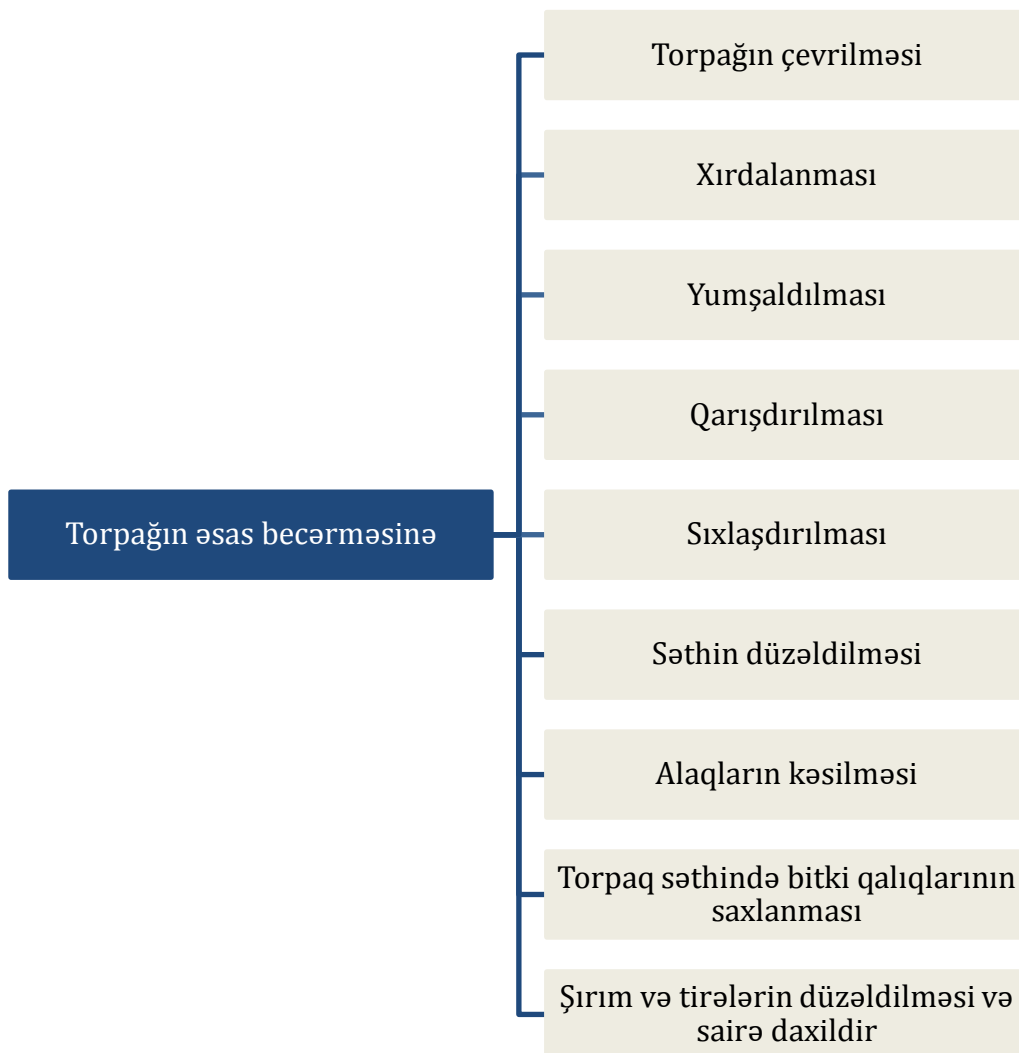 Torpağın əsas becərməsinə
Torpağın çevrilməsi
Xırdalanması
Yumşaldılması
Qarışdırılması
Sıxlaşdırılması
Səthin düzəldilməsi
Alaqların kəsilməsi
Torpaq səthində bitki qalıqlarının
saxlanması
Şırım və tirələrin düzəldilməsi və
sairə daxildir